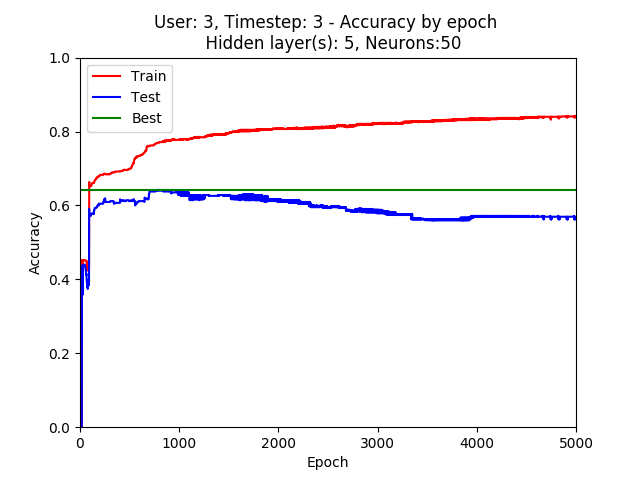 User: 3, Timestep: 3 - Accuracy by epoch
Hidden layer(s): 5, Neurons:50
1.0
0.8
0.6
0.4
0.2
0.0
Accuracy
Train
Test
Best
0 1000 2000 3000 4000 5000
Epoch